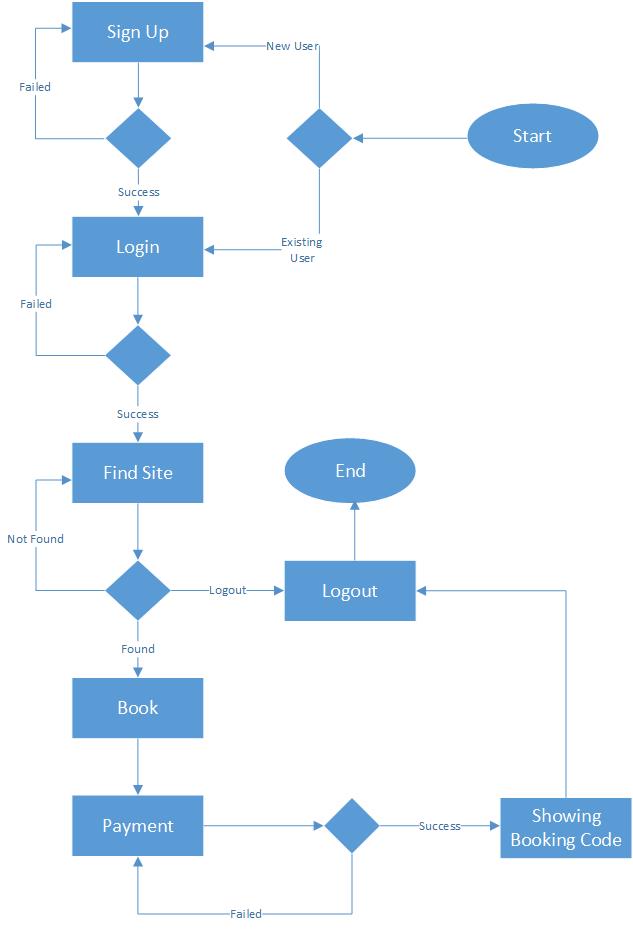 Sign Up
New User
Failed
Start
Success
Login
Existing
User
Failed
Success
Find Site
End
Not Found
Logout
Logout
Found
Book
Payment
Success
Showing
Booking Code
Failed